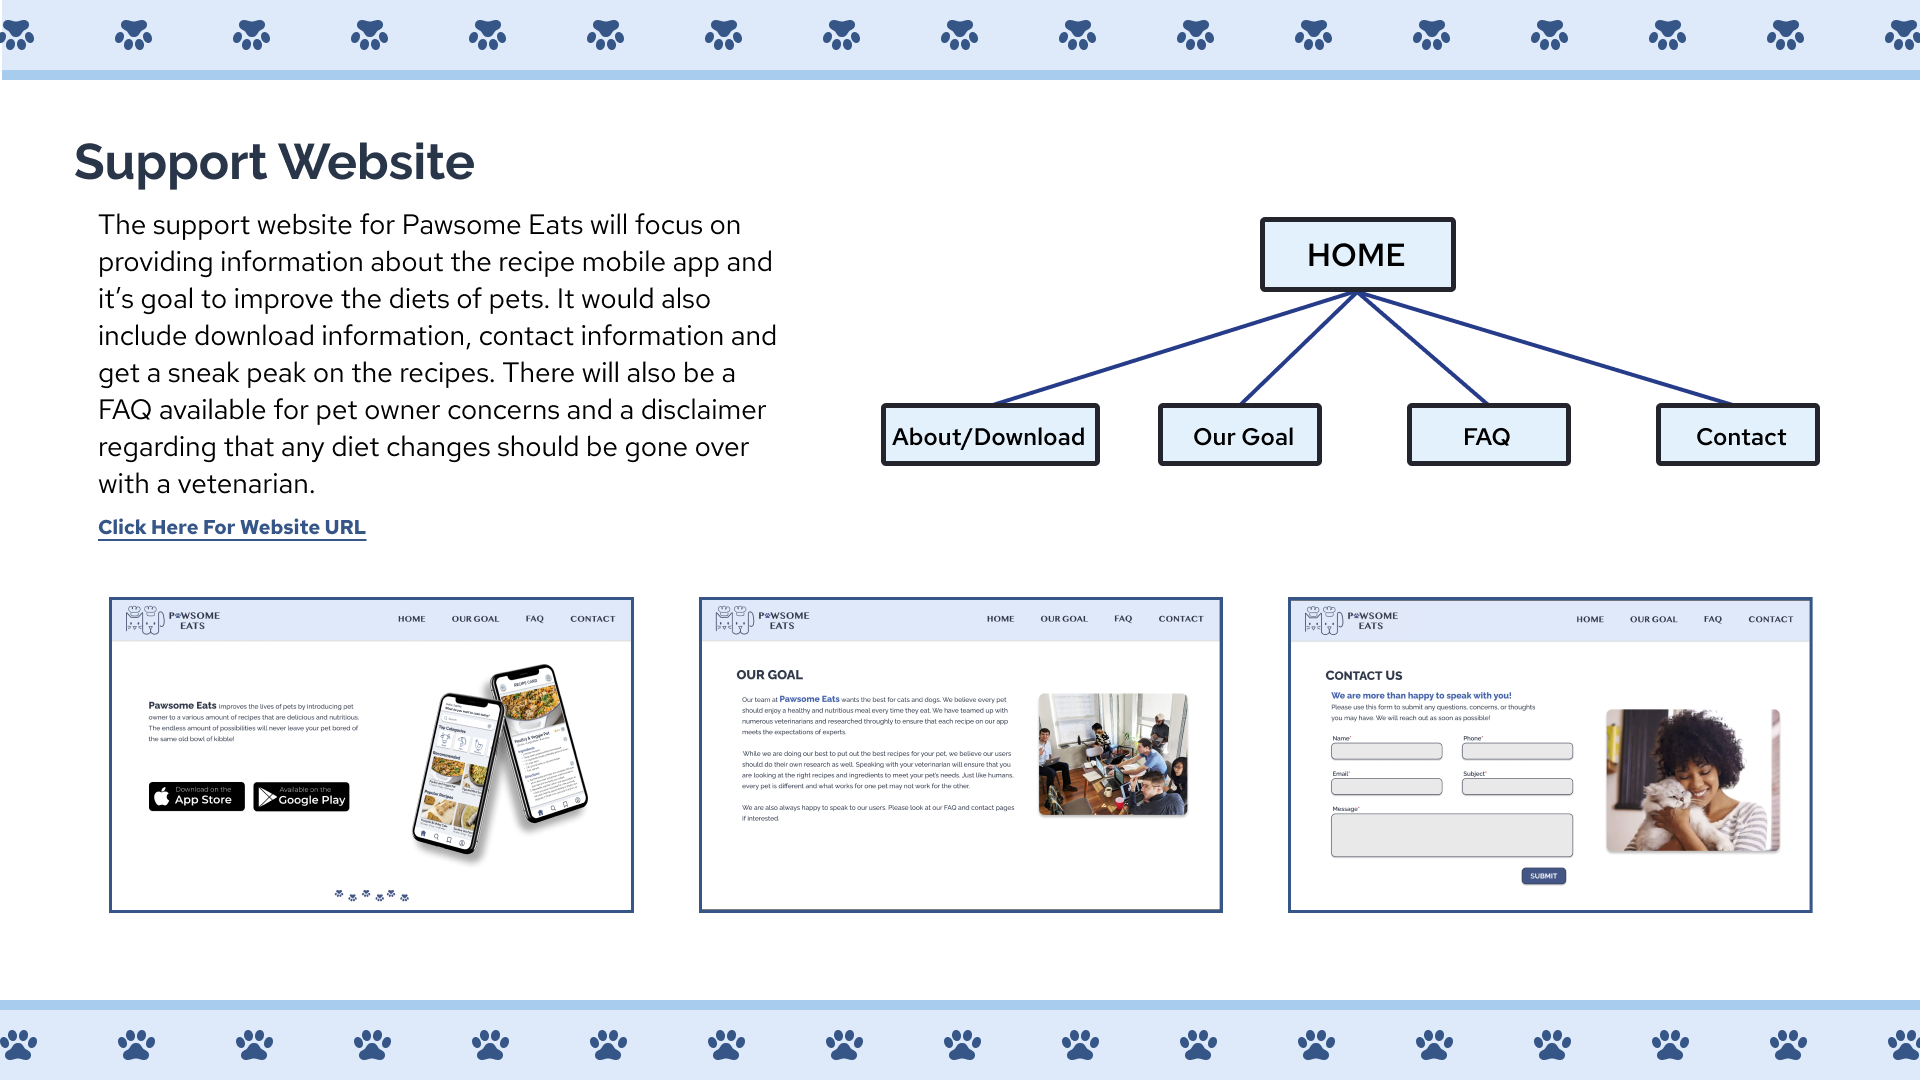 Support Website
The support website for Pawsome Eats will focus on
providing information about the recipe mobile app and
it's goal to improve the diets of pets. It would also
include download information, contact information and
get a sneak peak on the recipes. There will also be a
FAQ available for pet owner concerns and a disclaimer
regarding that any diet changes should be gone over
with a vetenarian.
Click Here For Website URL
HOME
About/Download
Our Goal
FAQ
Contact
PAWSOME
EATS
HOME
OUR GOAL
FAQ
CONTACT
Pawsome Eats improves the lives of pets by introducing pet
owner to a various amount of recipes that are delicious and nutritious.
The endless amount of possibilities will never leave your pet bored of
the same old bowl of kibble!
Download on the
App Store
Available on the
Google Play
RECIPE CARD
Top Categories
Recommended
Popular Recipes
Poultry & Veggie Pot
PAWSOME
EATS
HOME
OUR GOAL
FAQ
CONTACT
OUR GOAL
Our team at Pawsome Eats wants the best for cats and dogs. We believe every pet
should enjoy a healthy and nutritious meal every time they eat. We have teamed up with
numerous veterinarians and researched throughly to ensure that each recipe on our app
meets the expectations of experts.
While we are doing our best to put out the best recipes for your pet, we believe our users
should do their own research as well. Speaking with your veterinarian will ensure that you
are looking at the right recipes and ingredients to meet your pet's needs. Just like humans,
every pet is different and what works for one pet may not work for the other.
We are also always happy to speak to our users. Please look at our FAQ and contact pages
if interested.
PAWSOME
EATS
HOME
OUR GOAL
FAQ
CONTACT
CONTACT US
We are more than happy to speak with you!
Please use this form to submit any questions, concerns, or thoughts
you may have. We will reach out as soon as possible!
Name*
Phone*
Email*
Subject*
Message*
SUBMIT